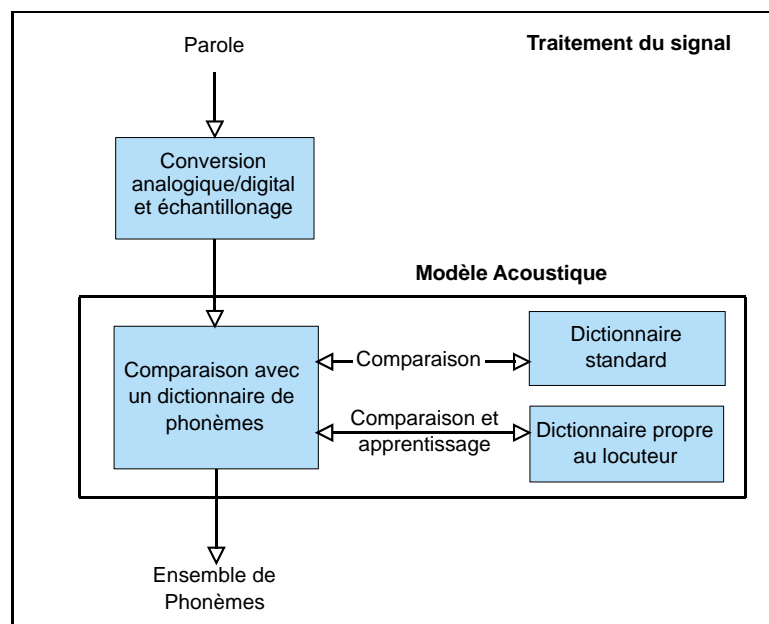 Parole
Traitement du signal
Conversion
analogique/digital
et échantillonage
Modèle Acoustique
Comparaison avec
un dictionnaire de
phonèmes
Comparaison
Dictionnaire
standard
Comparaison et
apprentissage
Dictionnaire propre
au locuteur
Ensemble de
Phonèmes